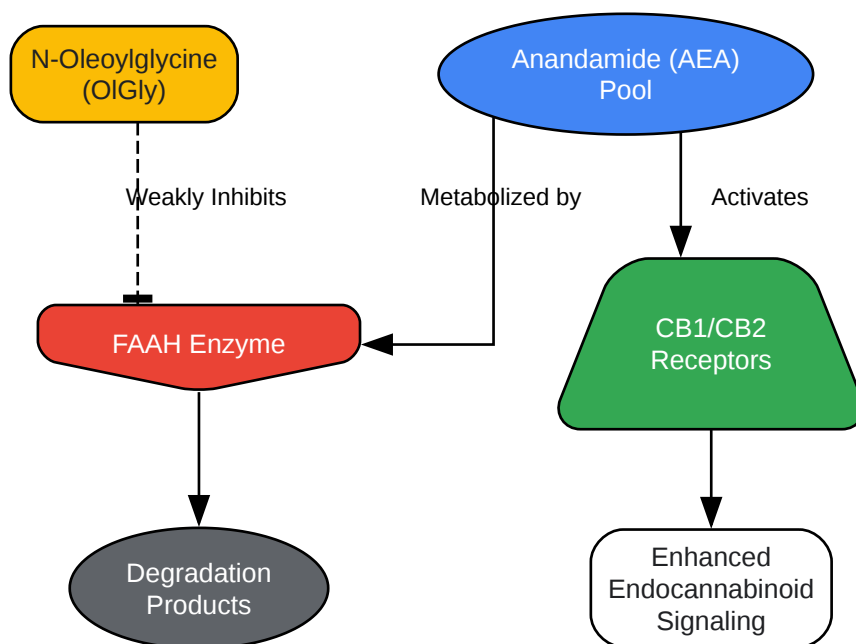 N-Oleoylglycine
(OlGly)
Anandamide (AEA)
Pool
Weakly Inhibits
Metabolized by
Activates
FAAH Enzyme
CB1/CB2
Receptors
Degradation
Products
Enhanced
Endocannabinoid
Signaling